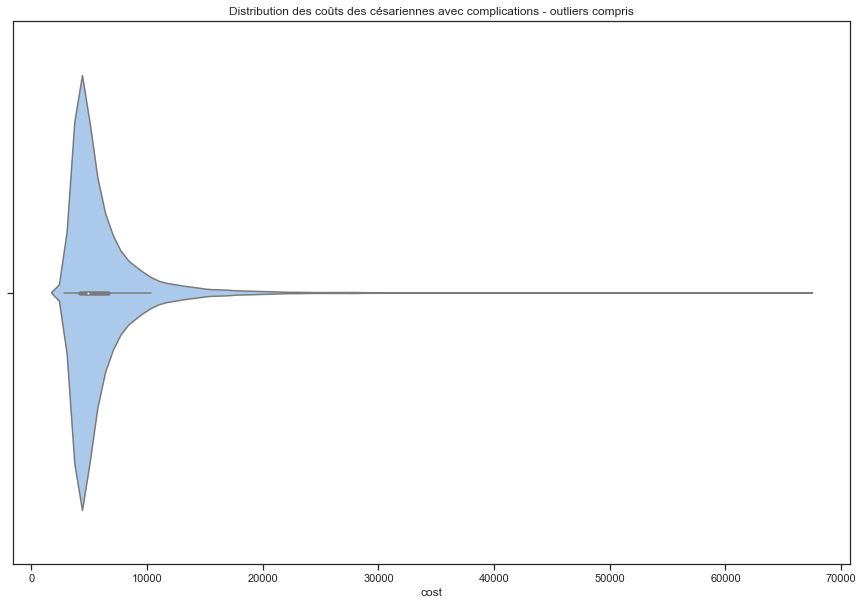 Distribution des coûts des césariennes avec complications - outliers compris
0 10000 20000 30000 40000 50000 60000 70000
cost